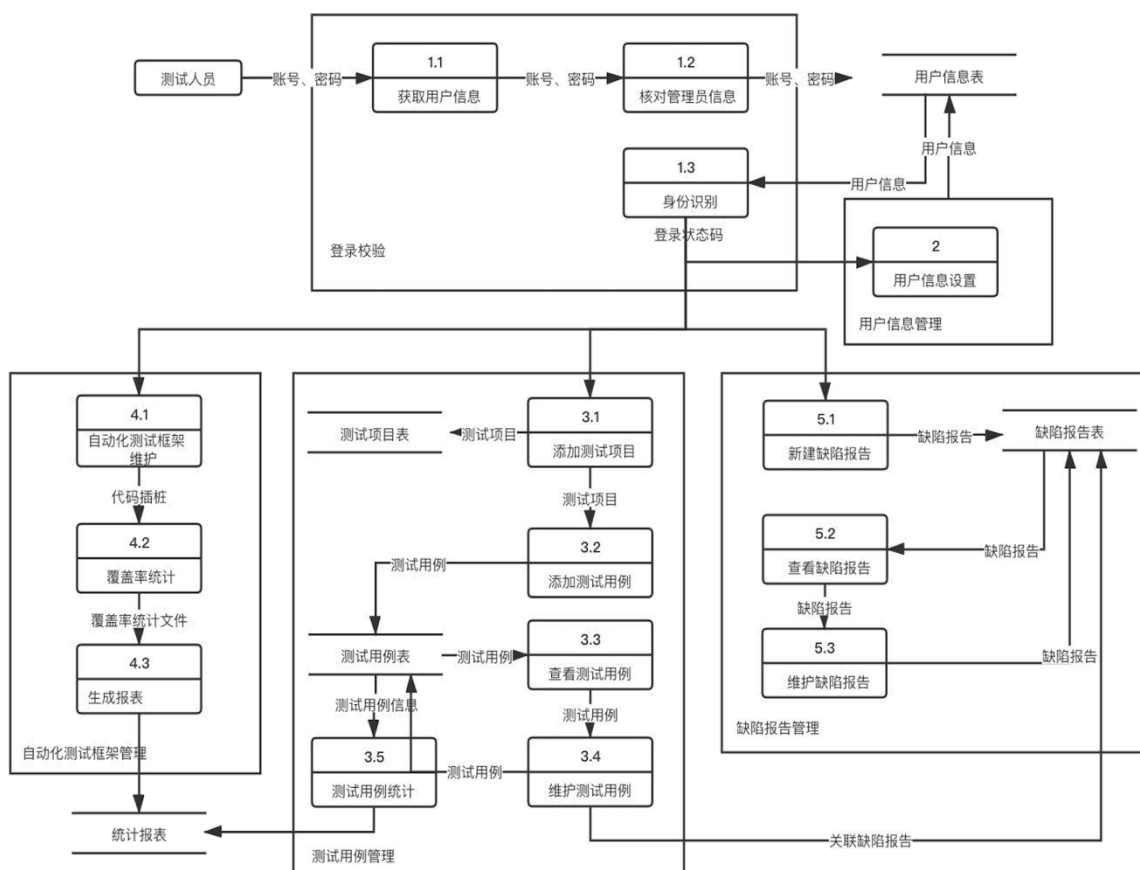 测试人员
账号、密码
1.1
获取用户信息
账号、密码
1.2
核对管理员信息
账号、密码
用户信息表
用户信息
1.3
身份识别
用户信息
登录状态码
登录校验
2
用户信息设置
用户信息管理
4.1
自动化测试框架
维护
代码插桩
4.2
覆盖率统计
覆盖率统计文件
4.3
生成报表
自动化测试框架管理
统计报表
测试项目表
测试项目
3.1
添加测试项目
测试项目
3.2
添加测试用例
测试用例
测试用例表
测试用例
3.3
查看测试用例
测试用例信息
测试用例
3.5
测试用例统计
测试用例
3.4
维护测试用例
测试用例管理
关联缺陷报告
5.1
新建缺陷报告
缺陷报告
缺陷报告表
5.2
查看缺陷报告
缺陷报告
缺陷报告
5.3
维护缺陷报告
缺陷报告
缺陷报告管理